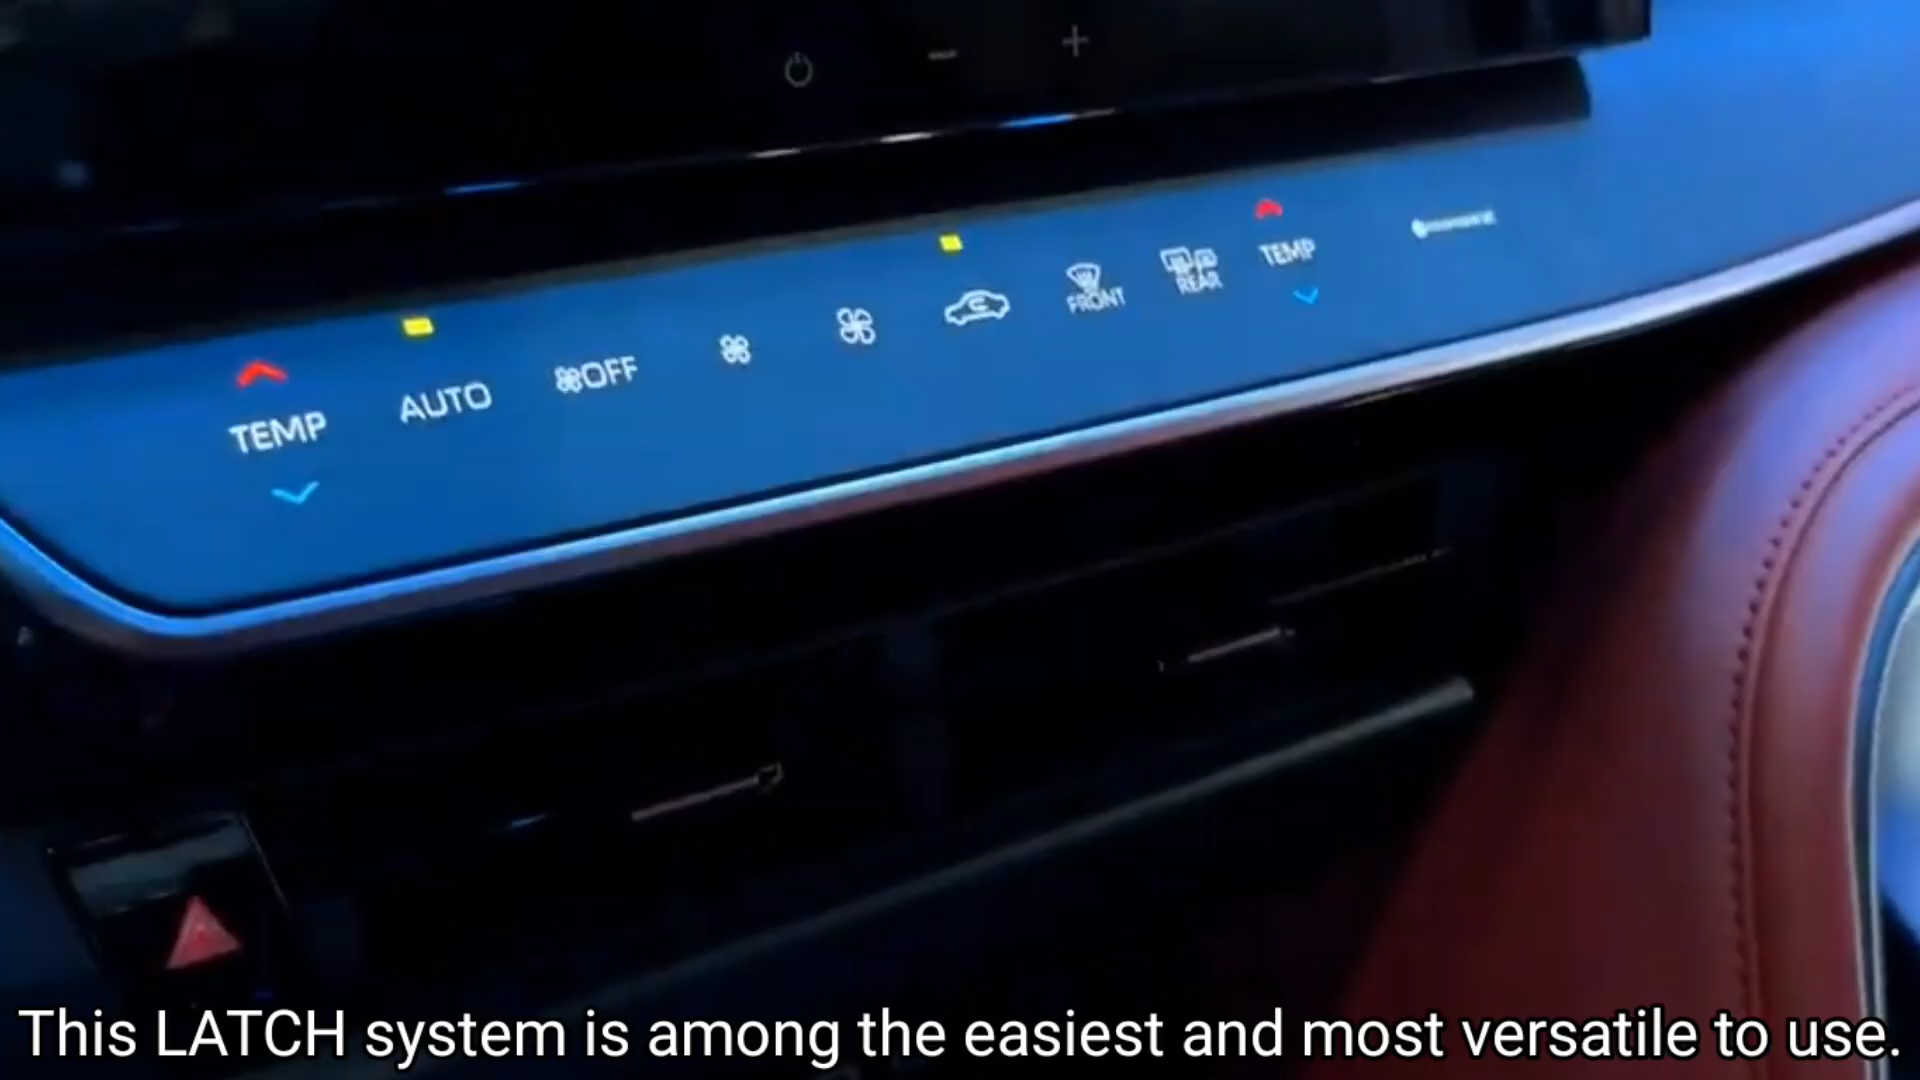 TEMP
AUTO
OFF
FRONT
REAR
TEMP
This LATCH system is among the easiest and most versatile to use.